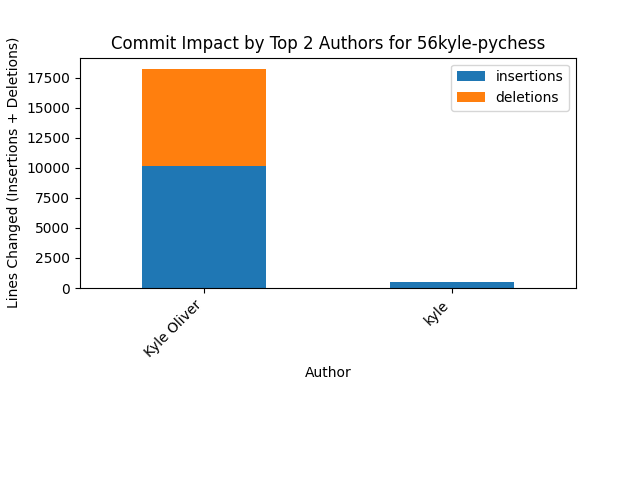 Commit Impact by Top 2 Authors for 56kyle-pychess
Lines Changed (Insertions + Deletions)
17500
15000
12500
10000
7500
5000
2500
0
insertions
deletions
Kyle Oliver
kyle
Author